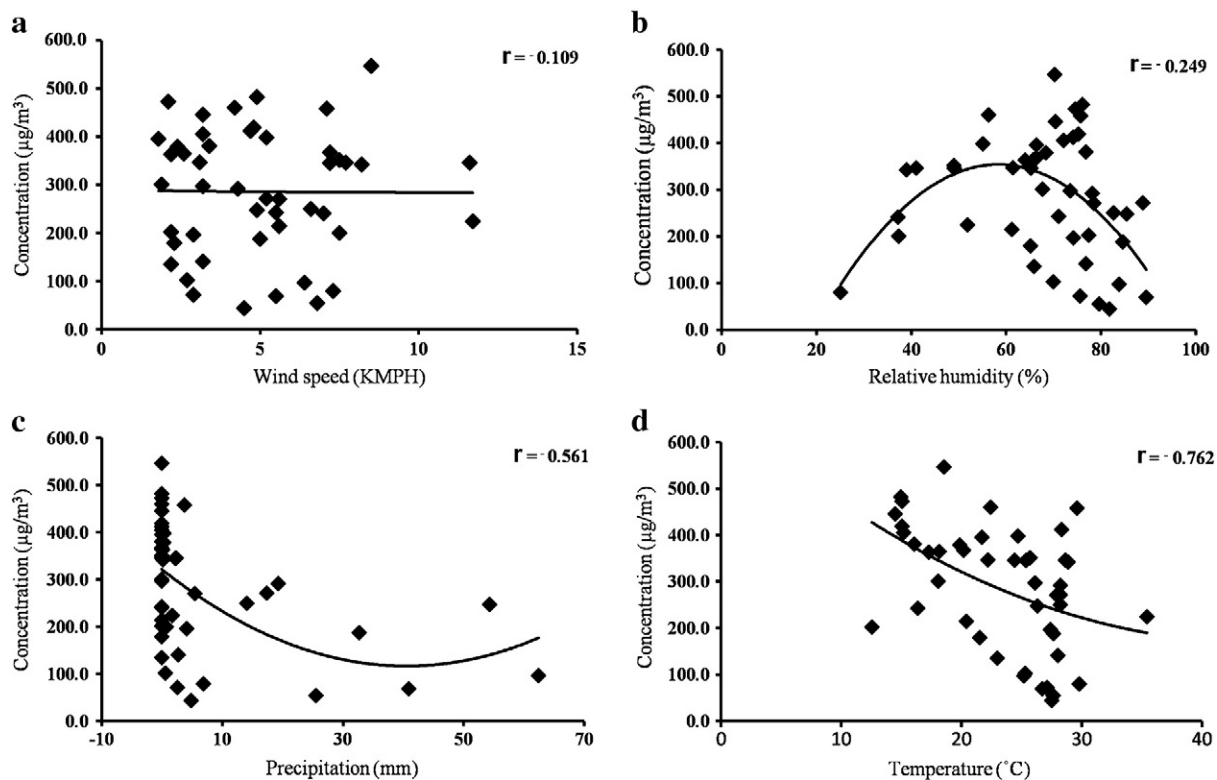 a
r = -0.109
600.0
500.0
400.0
300.0
200.0
100.0
0.0
Concentration (µg/m³)
0 5 10 15
Wind speed (KMPH)
b
r = -0.249
600.0
500.0
400.0
300.0
200.0
100.0
0.0
Concentration (µg/m³)
0 20 40 60 80 100
Relative humidity (%)
c
r = -0.561
600.0
500.0
400.0
300.0
200.0
100.0
0.0
Concentration (µg/m³)
-10 10 30 50 70
Precipitation (mm)
d
r = -0.762
600.0
500.0
400.0
300.0
200.0
100.0
0.0
Concentration (µg/m³)
0 10 20 30 40
Temperature (˚C)